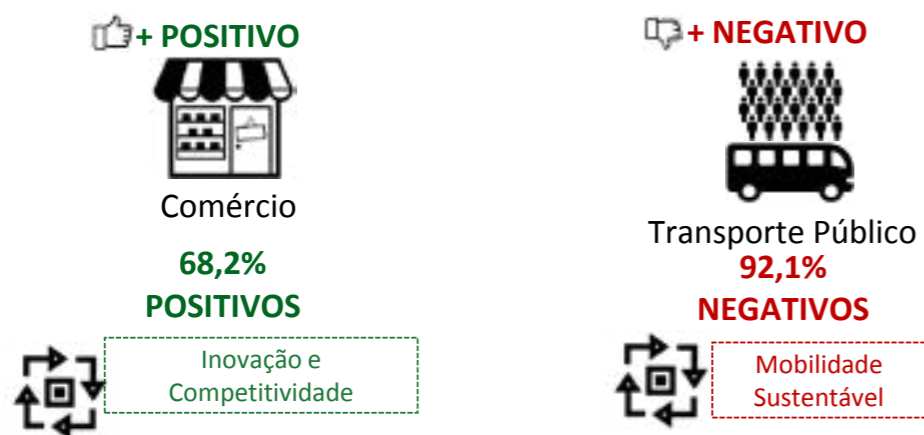 + POSITIVO
Comércio
68,2%
POSITIVOS
Inovação e
Competitividade
+ NEGATIVO
Transporte Público
92,1%
NEGATIVOS
Mobilidade
Sustentável